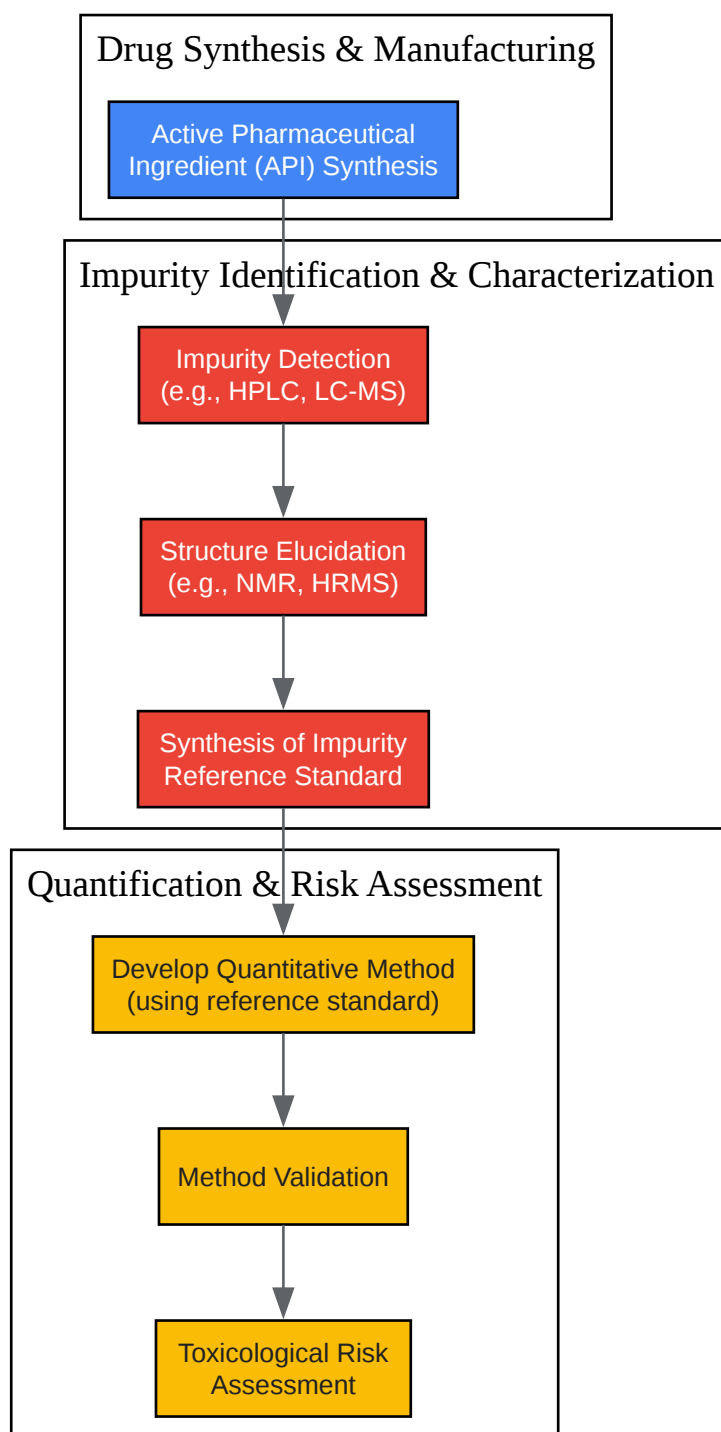 Drug Synthesis & Manufacturing
Active Pharmaceutical
Ingredient (API) Synthesis
Impurity Identification & Characterization
Impurity Detection
(e.g., HPLC, LC-MS)
Structure Elucidation
(e.g., NMR, HRMS)
Synthesis of Impurity
Reference Standard
Quantification & Risk Assessment
Develop Quantitative Method
(using reference standard)
Method Validation
Toxicological Risk
Assessment